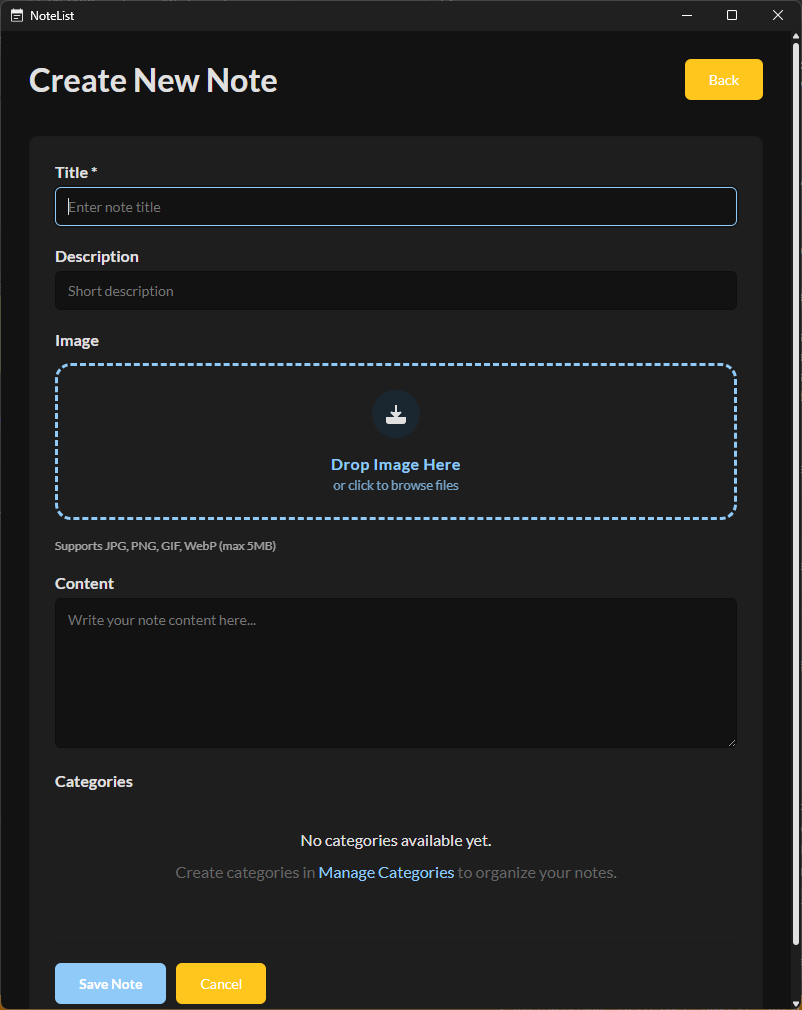 NoteList
Create New Note
Back
Title *
Enter note title
Description
Short description
Image
Drop Image Here
or click to browse files
Supports JPG, PNG, GIF, WebP (max 5MB)
Content
Write your note content here...
Categories
No categories available yet.
Create categories in Manage Categories to organize your notes.
Save Note
Cancel